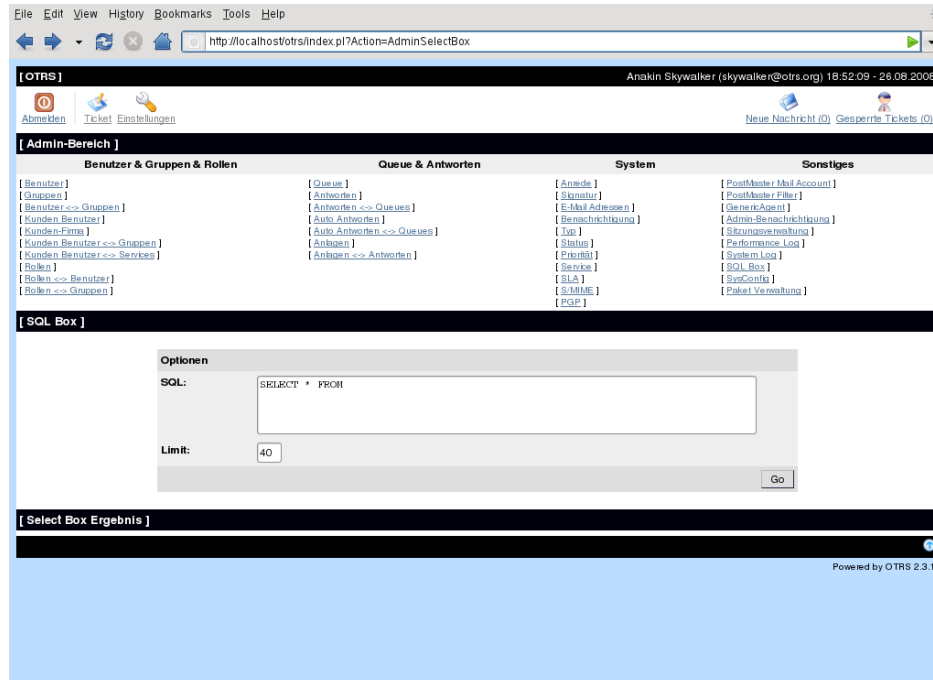 File Edit View History Bookmarks Tools Help
http://localhost/otrs/index.pl?Action=AdminSelectBox
[ OTRS ] Anakin Skywalker (skywalker@otrs.org) 18:52:09 - 26.08.2008
Abmelden Ticket Einstellungen Neue Nachricht (0) Gesperrte Tickets (0)
[ Admin-Bereich ]
Benutzer & Gruppen & Rollen Queue & Antworten System Sonstiges
[ Benutzer ] [ Queue ] [ Anrede ] [ PostMaster Mail Account ]
[ Gruppen ] [ Antworten ] [ Signatur ] [ PostMaster Filter ]
[ Benutzer <-> Gruppen ] [ Antworten <-> Queues ] [ E-Mail Adressen ] [ GenericAgent ]
[ Kunden Benutzer ] [ Auto Antworten ] [ Benachrichtigung ] [ Admin-Benachrichtigung ]
[ Kunden-Firma ] [ Auto Antworten <-> Queues ] [ Typ ] [ Sitzungsverwaltung ]
[ Kunden Benutzer <-> Gruppen ] [ Anlagen ] [ Status ] [ Performance Log ]
[ Kunden Benutzer <-> Services ] [ Anlagen <-> Antworten ] [ Priorität ] [ System Log ]
[ Rollen ] [ Service ] [ SQL Box ]
[ Rollen <-> Benutzer ] [ SLA ] [ SysConfig ]
[ Rollen <-> Gruppen ] [ S/MIME ] [ Paket Verwaltung ]
[ PGP ]
[ SQL Box ]
Optionen
SQL: SELECT * FROM
Limit: 40
Go
[ Select Box Ergebnis ]
Powered by OTRS 2.3.1